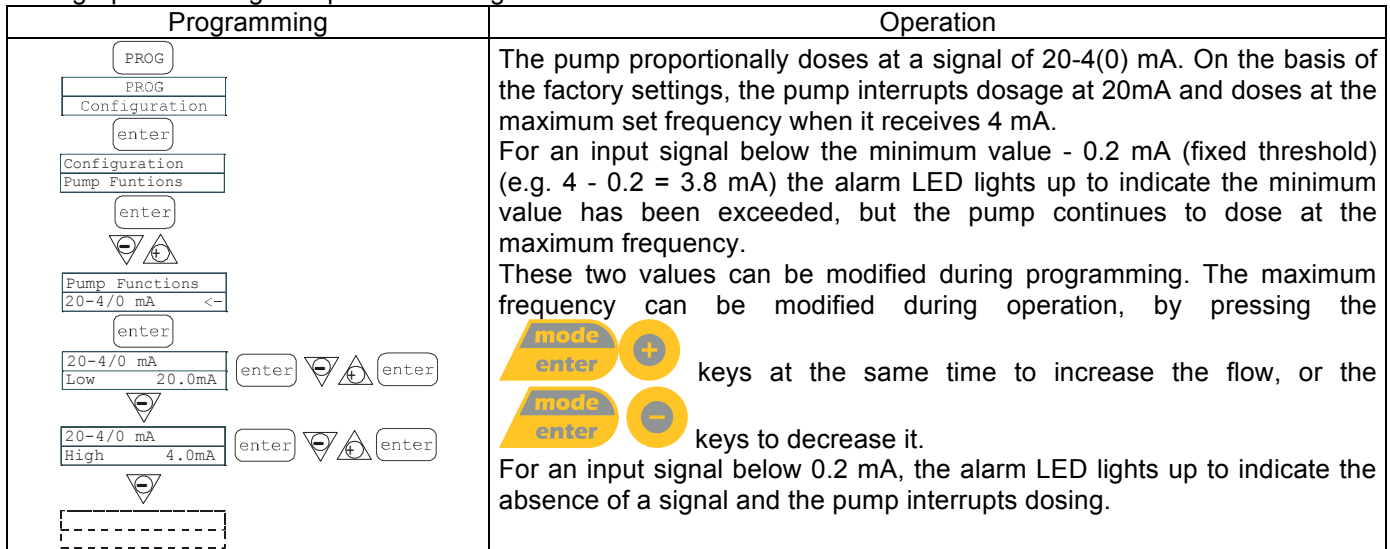 Programming
Operation
PROG
PROG
Configuration
enter
Configuration
Pump Funtions
enter
- +
Pump Functions
20-4/0 mA <-
enter
20-4/0 mA
Low 20.0mA
enter - + enter
-
20-4/0 mA
High 4.0mA
enter - + enter
-
The pump proportionally doses at a signal of 20-4(0) mA. On the basis of
the factory settings, the pump interrupts dosage at 20mA and doses at the
maximum set frequency when it receives 4 mA.
For an input signal below the minimum value - 0.2 mA (fixed threshold)
(e.g. 4 - 0.2 = 3.8 mA) the alarm LED lights up to indicate the minimum
value has been exceeded, but the pump continues to dose at the
maximum frequency.
These two values can be modified during programming. The maximum
frequency can be modified during operation, by pressing the
mode
enter + keys at the same time to increase the flow, or the
mode
enter - keys to decrease it.
For an input signal below 0.2 mA, the alarm LED lights up to indicate the
absence of a signal and the pump interrupts dosing.